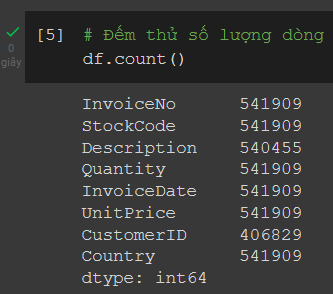 [5] # Đếm thử số lượng dòng
df.count()
0
giây
InvoiceNo 541909
StockCode 541909
Description 540455
Quantity 541909
InvoiceDate 541909
UnitPrice 541909
CustomerID 406829
Country 541909
dtype: int64